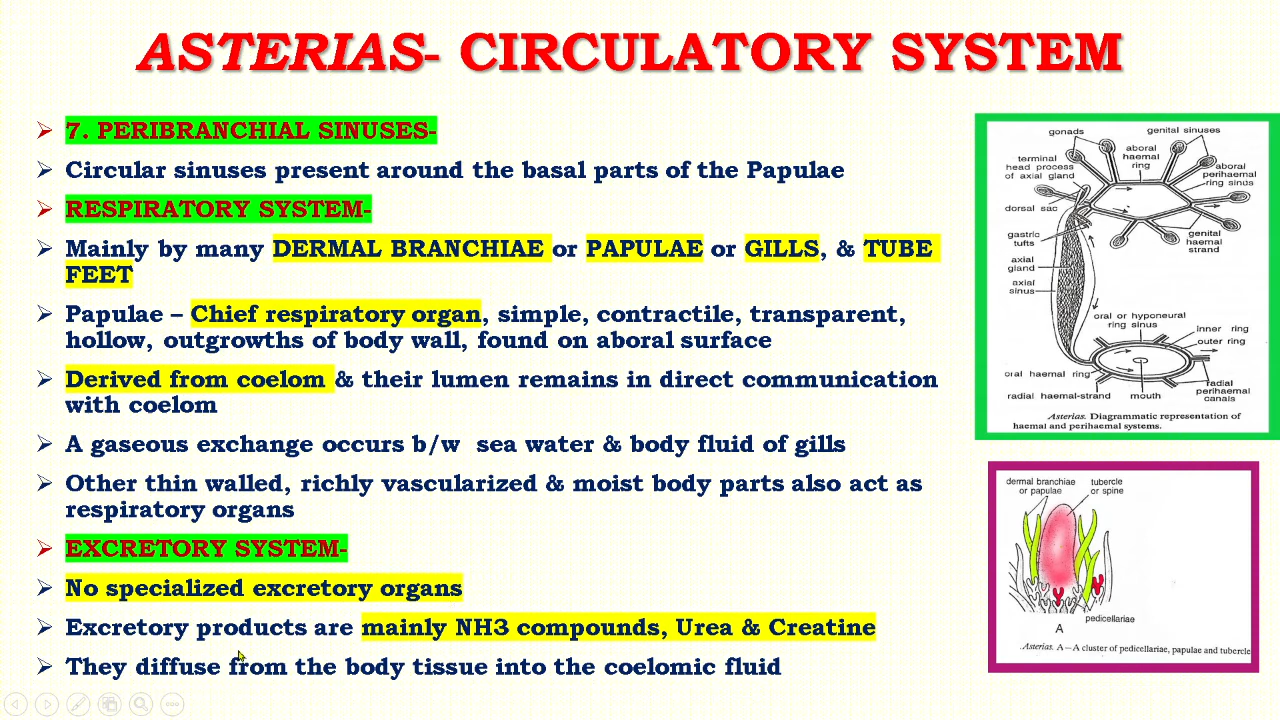 ASTERIAS- CIRCULATORY SYSTEM
7. PERIBRANCHIAL SINUSES-
Circular sinuses present around the basal parts of the Papulae
RESPIRATORY SYSTEM-
Mainly by many DERMAL BRANCHIAE or PAPULAE or GILLS, & TUBE
FEET
Papulae – Chief respiratory organ, simple, contractile, transparent,
hollow, outgrowths of body wall, found on aboral surface
Derived from coelom & their lumen remains in direct communication
with coelom
A gaseous exchange occurs b/w sea water & body fluid of gills
Other thin walled, richly vascularized & moist body parts also act as
respiratory organs
EXCRETORY SYSTEM-
No specialized excretory organs
Excretory products are mainly NH3 compounds, Urea & Creatine
They diffuse from the body tissue into the coelomic fluid
gonads
genital sinuses
aboral
haemal
ring
terminal
head process
of axial gland
aboral
perihaemal
ring sinus
dorsal sac
gastric
tufts
genital
haemal
strand
axial
gland
axial
sinus
oral or hyponeural
ring sinus
inner ring
outer ring
oral haemal ring
radial haemal-strand
mouth
radial
perihaemal
canals
Asterias. Diagrammatic representation of
haemal and perihaemal systems.
dermal branchiae
or papulae
tubercle
or spine
pedicellariae
A
.Asterias. A—A cluster of pedicellariae, papulae and tubercle